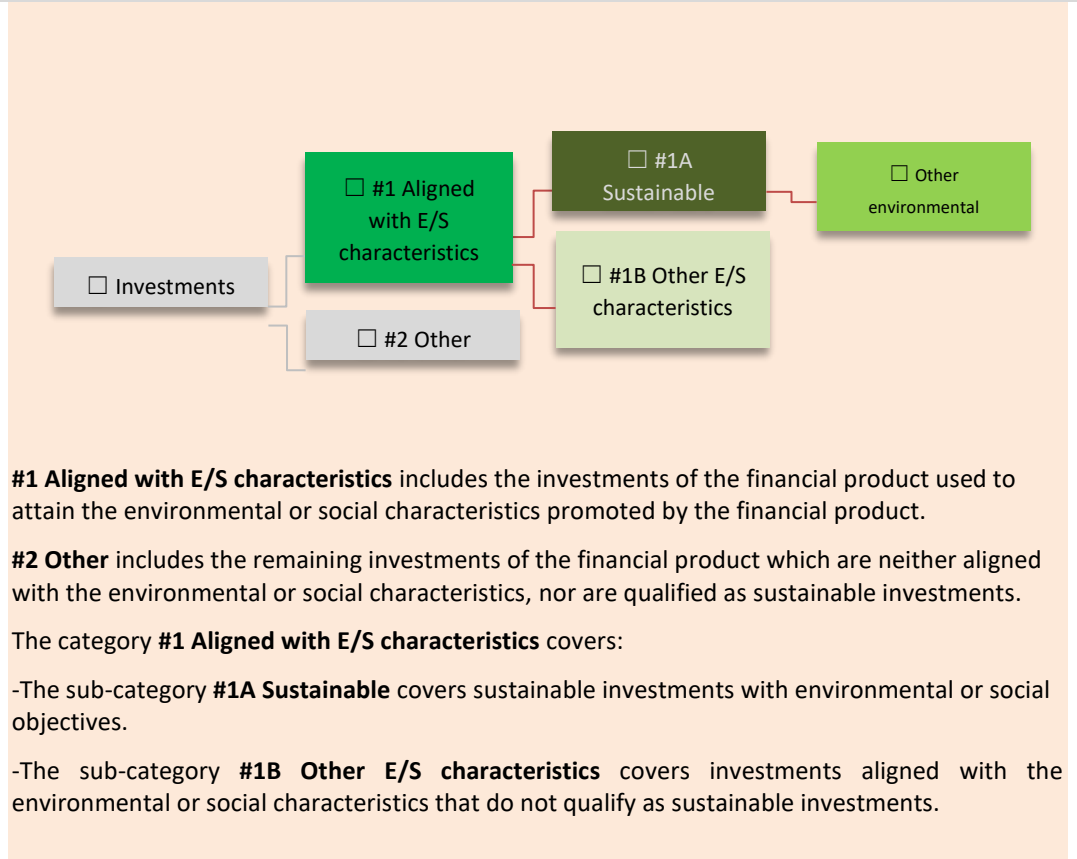 ☐ Investments
☐ #1 Aligned
with E/S
characteristics
☐ #2 Other
☐ #1A
Sustainable
☐ #1B Other E/S
characteristics
☐ Other
environmental
#1 Aligned with E/S characteristics includes the investments of the financial product used to
attain the environmental or social characteristics promoted by the financial product.
#2 Other includes the remaining investments of the financial product which are neither aligned
with the environmental or social characteristics, nor are qualified as sustainable investments.
The category #1 Aligned with E/S characteristics covers:
-The sub-category #1A Sustainable covers sustainable investments with environmental or social
objectives.
-The sub-category #1B Other E/S characteristics covers investments aligned with the
environmental or social characteristics that do not qualify as sustainable investments.